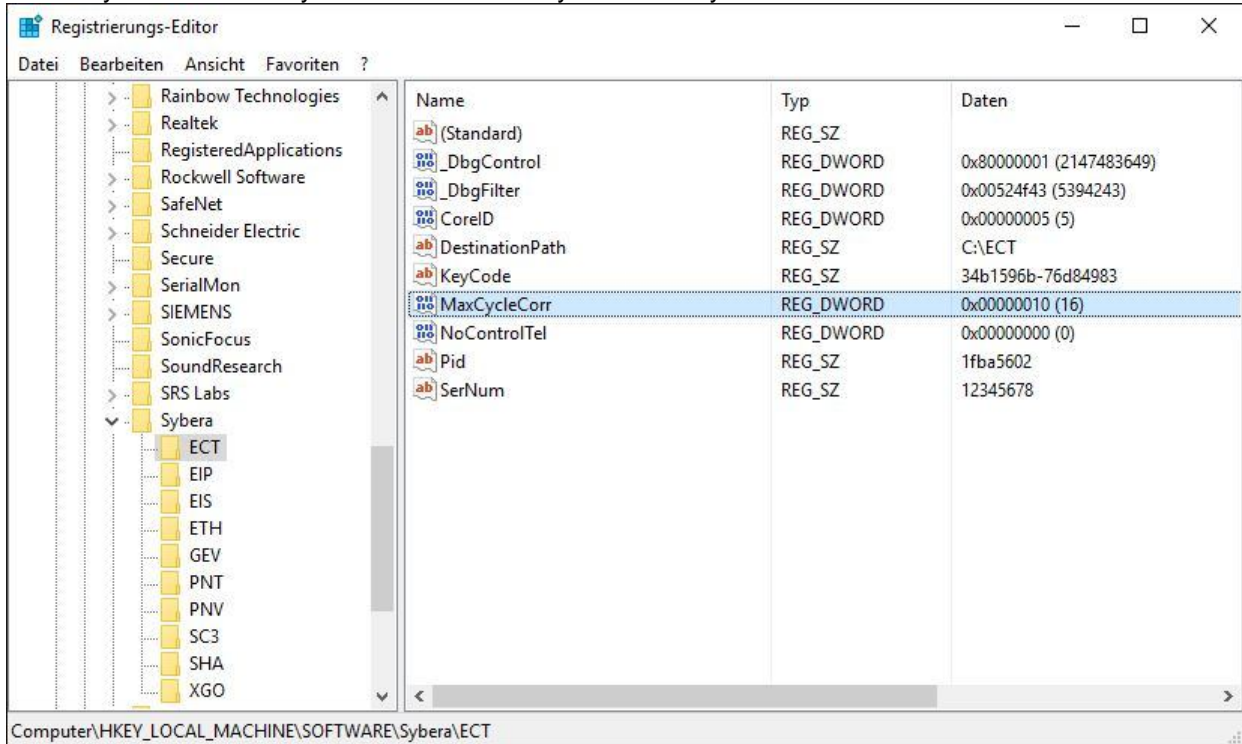 Registrierungs-Editor
Datei Bearbeiten Ansicht Favoriten ?
Rainbow Technologies
Realtek
RegisteredApplications
Rockwell Software
SafeNet
Schneider Electric
Secure
SerialMon
SIEMENS
SonicFocus
SoundResearch
SRS Labs
Sybera
ECT
EIP
EIS
ETH
GEV
PNT
PNV
SC3
SHA
XGO
Name Typ Daten
(Standard) REG_SZ
_DbgControl REG_DWORD 0x80000001 (2147483649)
_DbgFilter REG_DWORD 0x00524f43 (5394243)
CoreID REG_DWORD 0x00000005 (5)
DestinationPath REG_SZ C:\ECT
KeyCode REG_SZ 34b1596b-76d84983
MaxCycleCorr REG_DWORD 0x00000010 (16)
NoControlTel REG_DWORD 0x00000000 (0)
Pid REG_SZ 1fba5602
SerNum REG_SZ 12345678
Computer\HKEY_LOCAL_MACHINE\SOFTWARE\Sybera\ECT